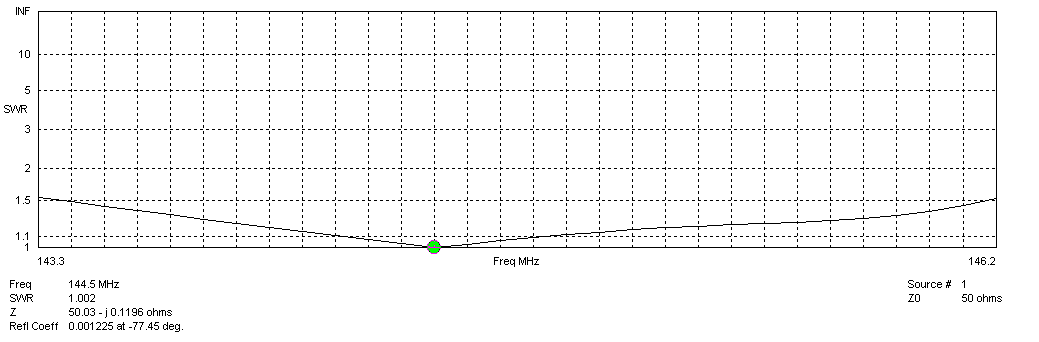 INF
10
5
SWR
3
2
1.5
1.1
1
143.3 Freq MHz 146.2
Freq 144.5 MHz Source # 1
SWR 1.002 Z0 50 ohms
Z 50.03 - j 0.1196 ohms
Refl Coeff 0.001225 at -77.45 deg.